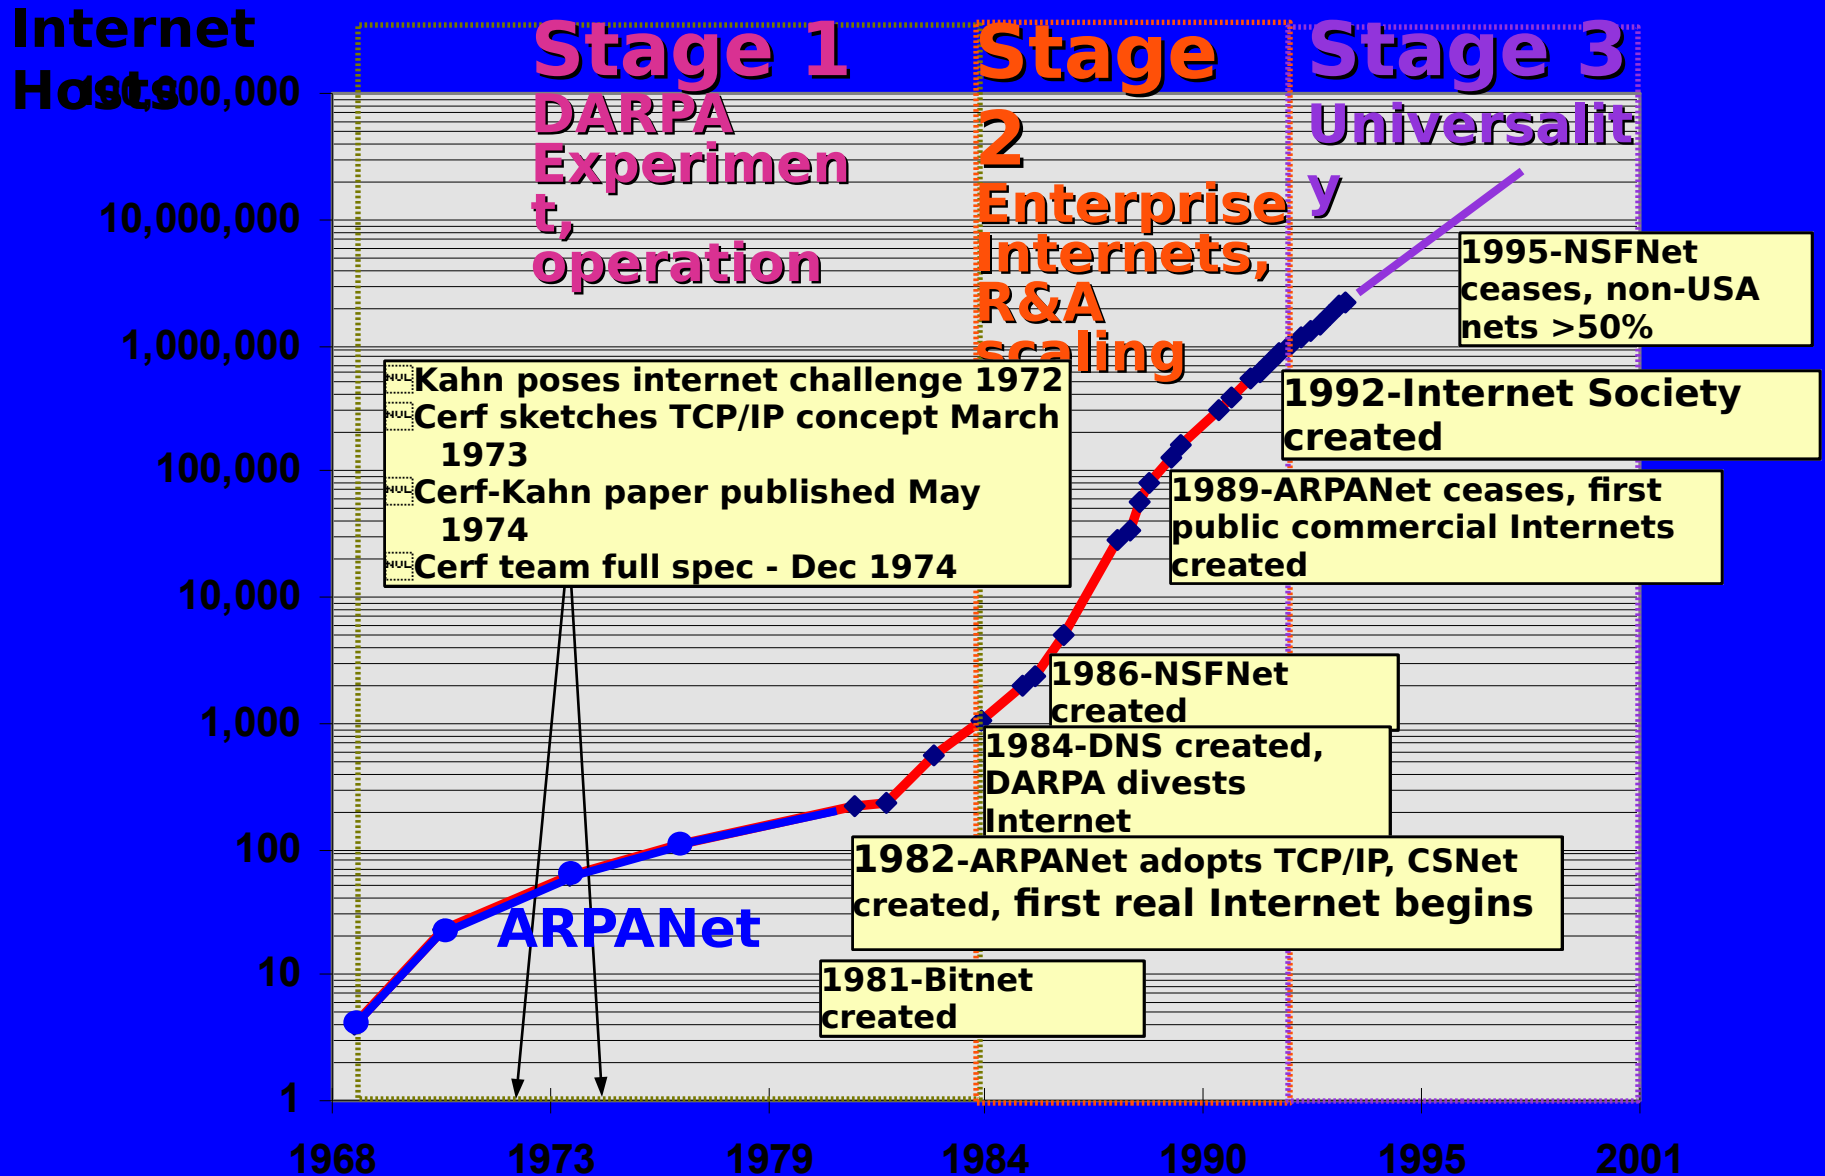 Internet
Hosts
Stage 1
DARPA
Experimen
t,
operation
Stage
2
Enterprise
Internets,
R&A
scaling
Stage 3
Universalit
y
100,000,000
10,000,000
1,000,000
100,000
10,000
1,000
100
10
1
Kahn poses internet challenge 1972
Cerf sketches TCP/IP concept March
1973
Cerf-Kahn paper published May
1974
Cerf team full spec - Dec 1974
1995-NSFNet
ceases, non-USA
nets >50%
1992-Internet Society
created
1989-ARPANet ceases, first
public commercial Internets
created
1986-NSFNet
created
1984-DNS created,
DARPA divests
Internet
1982-ARPANet adopts TCP/IP, CSNet
created, first real Internet begins
ARPANet
1981-Bitnet
created
1968 1973 1979 1984 1990 1995 2001